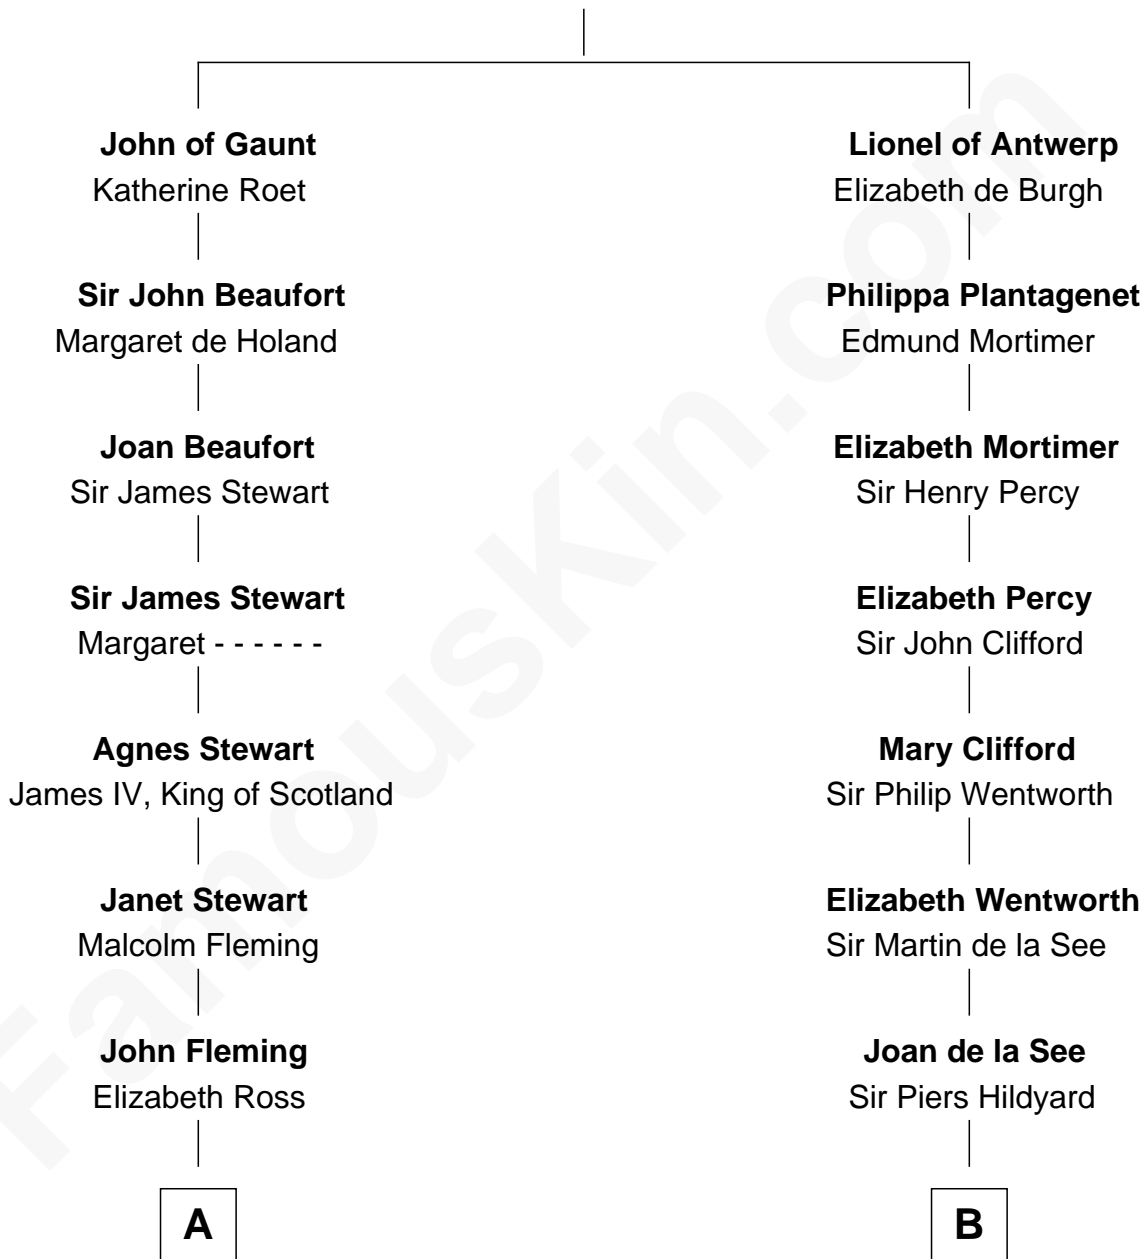 John of Gaunt
Katherine Roet
Sir John Beaufort
Margaret de Holand
Joan Beaufort
Sir James Stewart
Sir James Stewart
Margaret - - - - - -
Agnes Stewart
James IV, King of Scotland
Janet Stewart
Malcolm Fleming
John Fleming
Elizabeth Ross
A
Lionel of Antwerp
Elizabeth de Burgh
Philippa Plantagenet
Edmund Mortimer
Elizabeth Mortimer
Sir Henry Percy
Elizabeth Percy
Sir John Clifford
Mary Clifford
Sir Philip Wentworth
Elizabeth Wentworth
Sir Martin de la See
Joan de la See
Sir Piers Hildyard
B
FamousKin.com